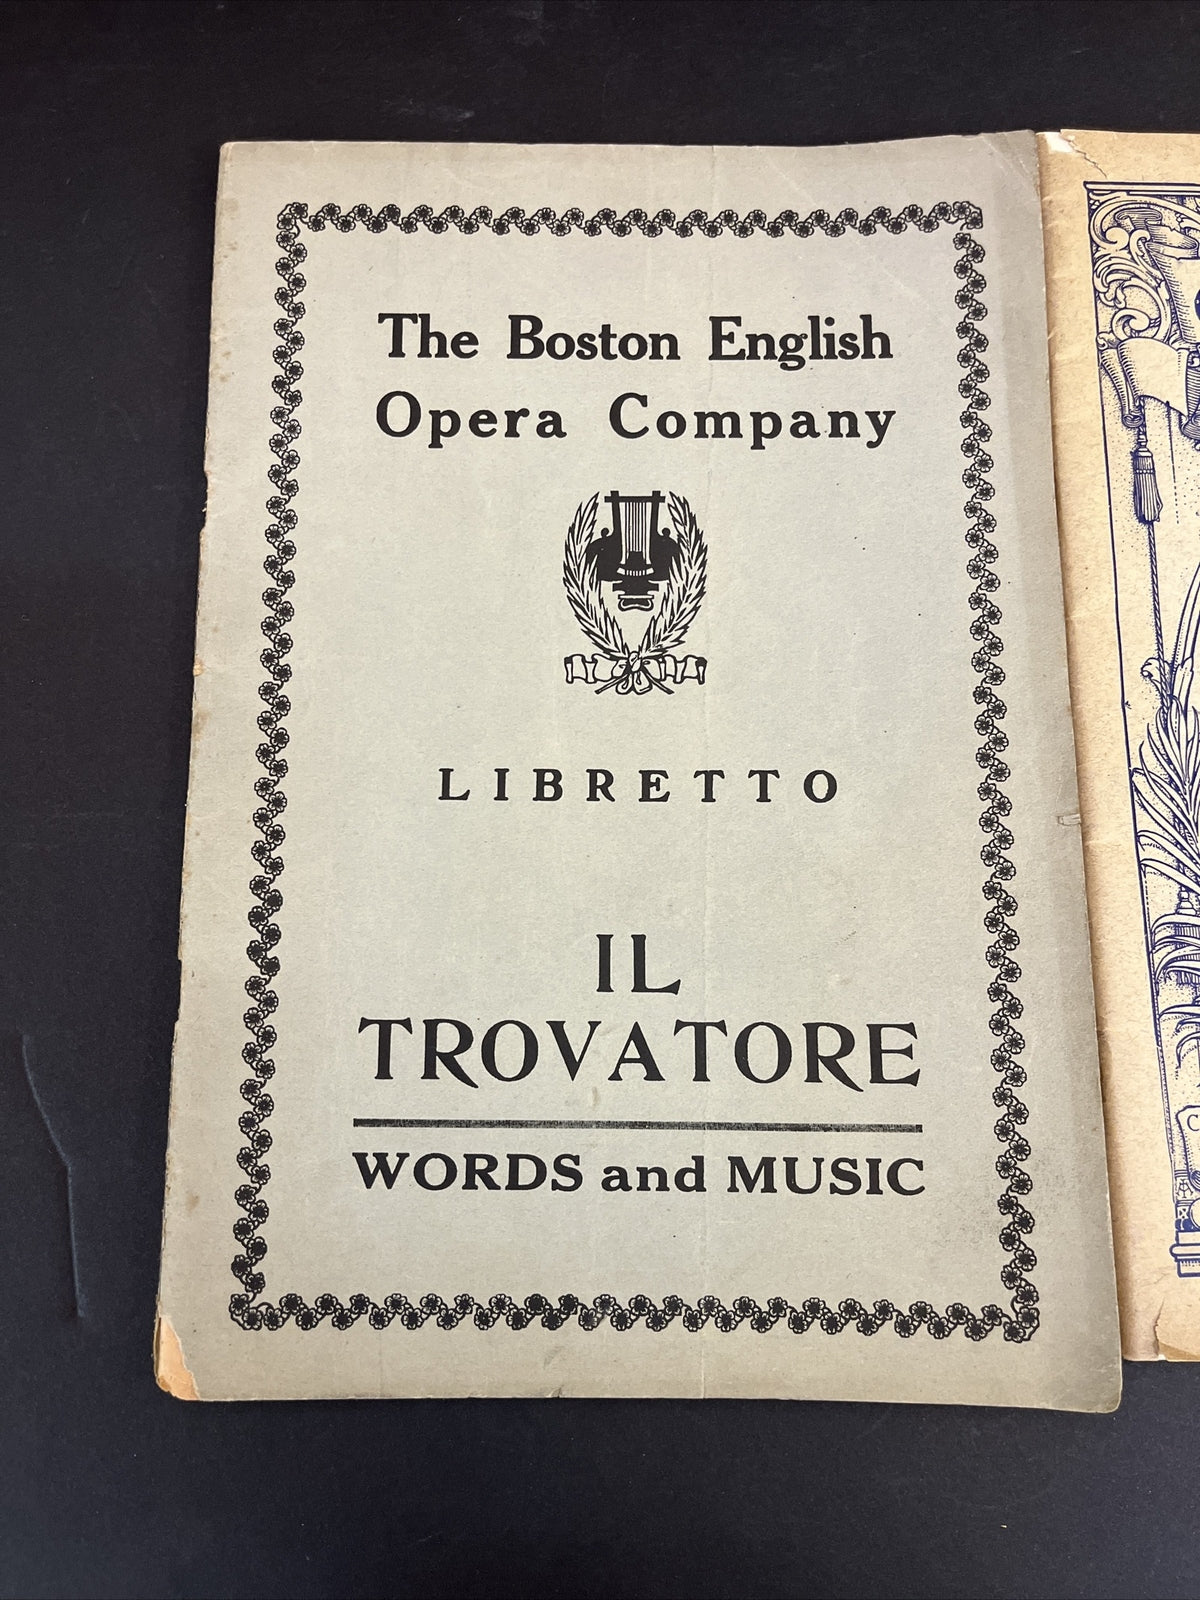 The Boston English
Opera Company
LIBRETTO
IL
TROVATORE
WORDS and MUSIC